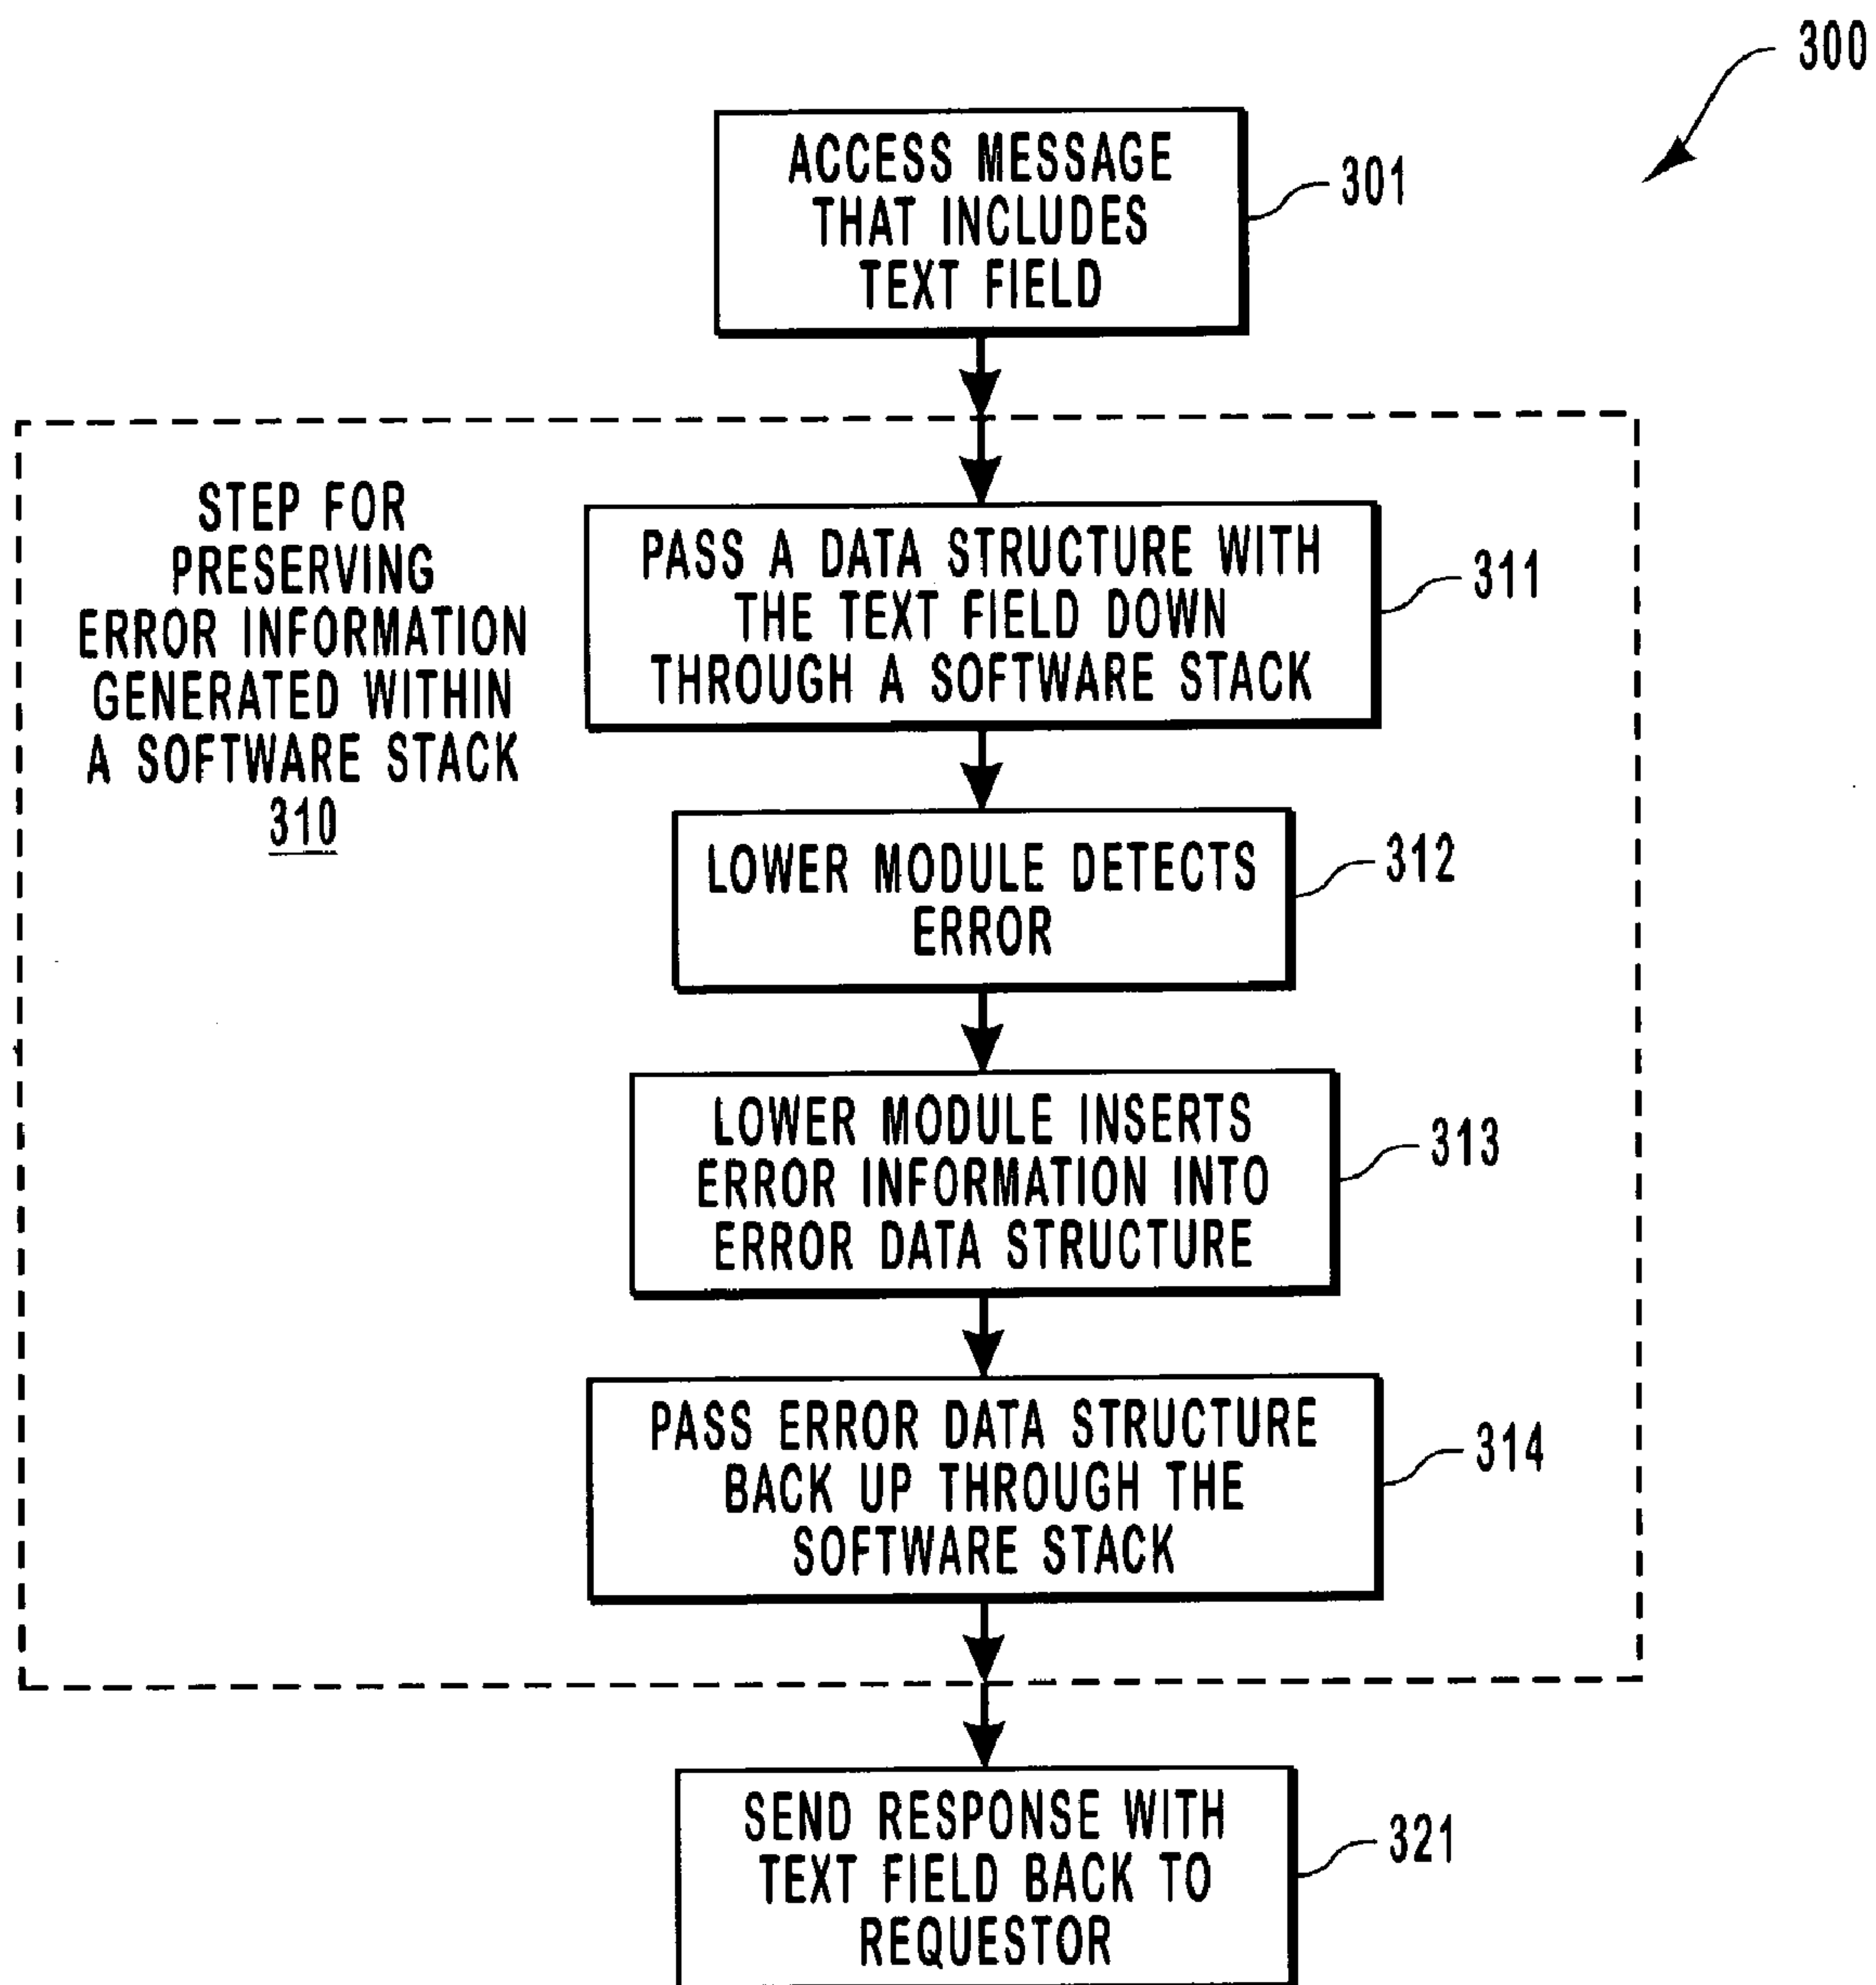 300
ACCESS MESSAGE
THAT INCLUDES
TEXT FIELD
301
STEP FOR
PRESERVING
ERROR INFORMATION
GENERATED WITHIN
A SOFTWARE STACK
310
PASS A DATA STRUCTURE WITH
THE TEXT FIELD DOWN
THROUGH A SOFTWARE STACK
311
LOWER MODULE DETECTS
ERROR
312
LOWER MODULE INSERTS
ERROR INFORMATION INTO
ERROR DATA STRUCTURE
313
PASS ERROR DATA STRUCTURE
BACK UP THROUGH THE
SOFTWARE STACK
314
SEND RESPONSE WITH
TEXT FIELD BACK TO
REQUESTOR
321